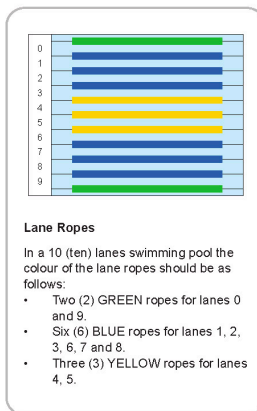 0
1
2
3
4
5
6
7
8
9
Lane Ropes
In a 10 (ten) lanes swimming pool the
colour of the lane ropes should be as
follows:
• Two (2) GREEN ropes for lanes 0
and 9.
• Six (6) BLUE ropes for lanes 1, 2,
3, 6, 7 and 8.
• Three (3) YELLOW ropes for lanes
4, 5.